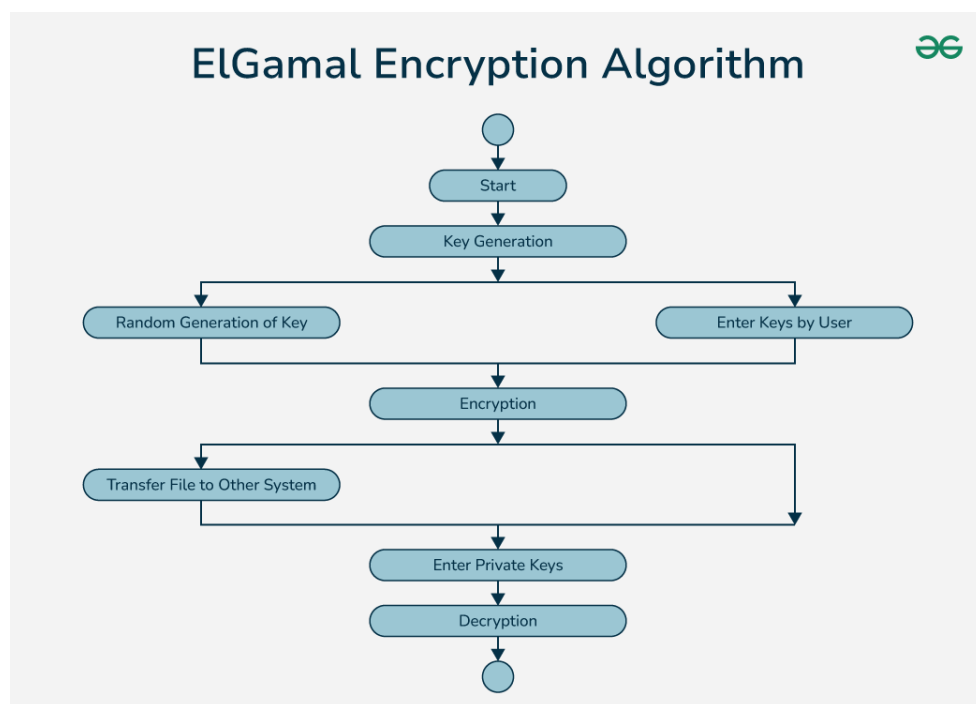 ElGamal Encryption Algorithm
Start
Key Generation
Random Generation of Key
Enter Keys by User
Encryption
Transfer File to Other System
Enter Private Keys
Decryption